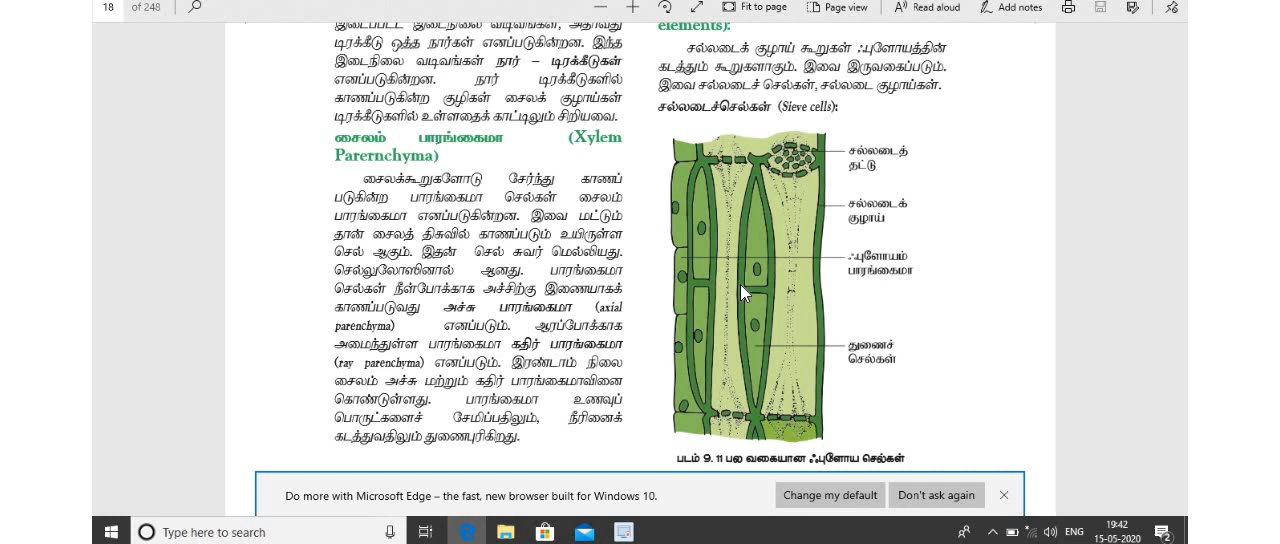 18 of 248
Fit to page
Page view
Read aloud
Add notes
இடைப்பட்ட இடைநிலை வடிவங்கள், அதாவது
டிரக்கீடு ஒத்த நார்கள் எனப்படுகின்றன. இந்த
இடைநிலை வடிவங்கள் நார் – டிரக்கீடுகள்
எனப்படுகின்றன. நார் டிரக்கீடுகளில்
காணப்படுகின்ற குழிகள் சைலக் குழாய்கள்
டிரக்கீடுகளில் உள்ளதைக் காட்டிலும் சிறியவை.
சைலம் பாரங்கைமா (Xylem
Parernchyma)
சைலக்கூறுகளோடு சேர்ந்து காணப்
படுகின்ற பாரங்கைமா செல்கள் சைலம்
பாரங்கைமா எனப்படுகின்றன. இவை மட்டும்
தான் சைலத் திசுவில் காணப்படும் உயிருள்ள
செல் ஆகும். இதன் செல் சுவர் மெல்லியது.
செல்லுலோஸினால் ஆனது. பாரங்கைமா
செல்கள் நீள்போக்காக அச்சிற்கு இணையாகக்
காணப்படுவது அச்சு பாரங்கைமா (axial
parenchyma) எனப்படும். ஆரப்போக்காக
அமைந்துள்ள பாரங்கைமா கதிர் பாரங்கைமா
(ray parenchyma) எனப்படும். இரண்டாம் நிலை
சைலம் அச்சு மற்றும் கதிர் பாரங்கைமாவினை
கொண்டுள்ளது. பாரங்கைமா உணவுப்
பொருட்களைச் சேமிப்பதிலும், நீரினைக்
கடத்துவதிலும் துணைபுரிகிறது.
elements):
சல்லடைக் குழாய் கூறுகள் ஃபுளோயத்தின்
கடத்தும் கூறுகளாகும். இவை இருவகைப்படும்.
இவை சல்லடைச் செல்கள், சல்லடை குழாய்கள்.
சல்லடைச்செல்கள் (Sieve cells):
சல்லடைத்
தட்டு
சல்லடைக்
குழாய்
ஃபுளோயம்
பாரங்கைமா
துணைச்
செல்கள்
படம் 9. 11 பல வகையான ஃபுளோய செல்கள்
Do more with Microsoft Edge – the fast, new browser built for Windows 10.
Change my default
Don't ask again
Type here to search
ENG
19:42
15-05-2020
2